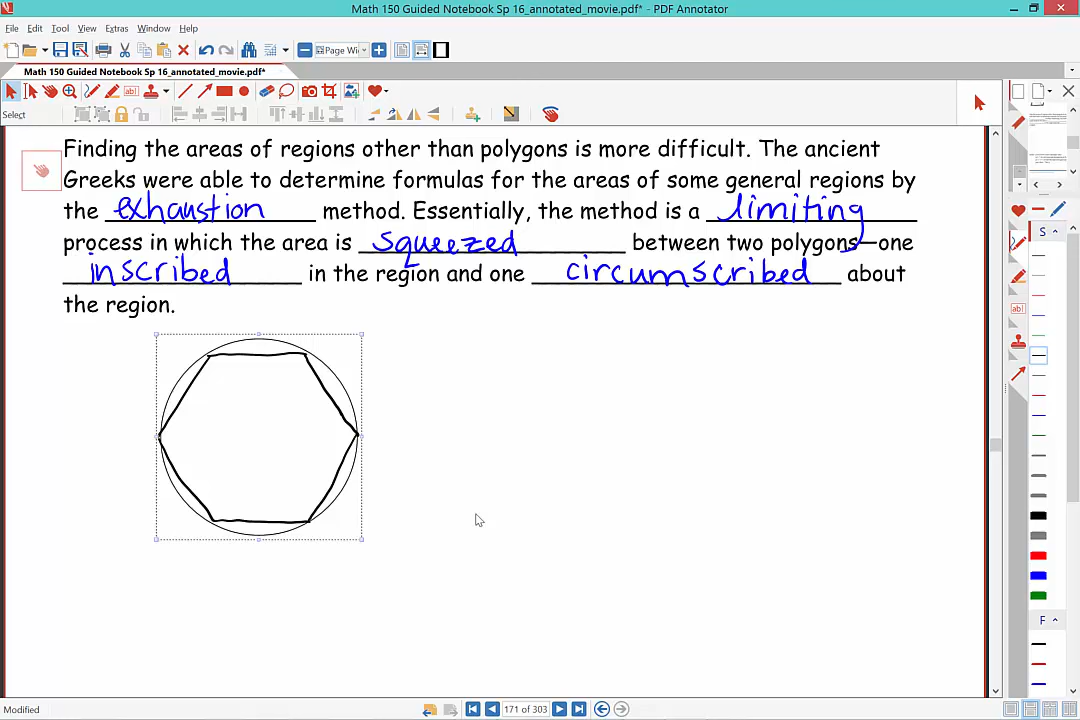 Math 150 Guided Notebook Sp 16_annotated_movie.pdf* - PDF Annotator
File Edit Tool View Extras Window Help
Page Wi
Math 150 Guided Notebook Sp 16_annotated_movie.pdf*
Select
Finding the areas of regions other than polygons is more difficult. The ancient
Greeks were able to determine formulas for the areas of some general regions by
the exhaustion method. Essentially, the method is a limiting
process in which the area is squeezed between two polygons—one
inscribed in the region and one circumscribed about
the region.
S
F
Modified
171 of 303